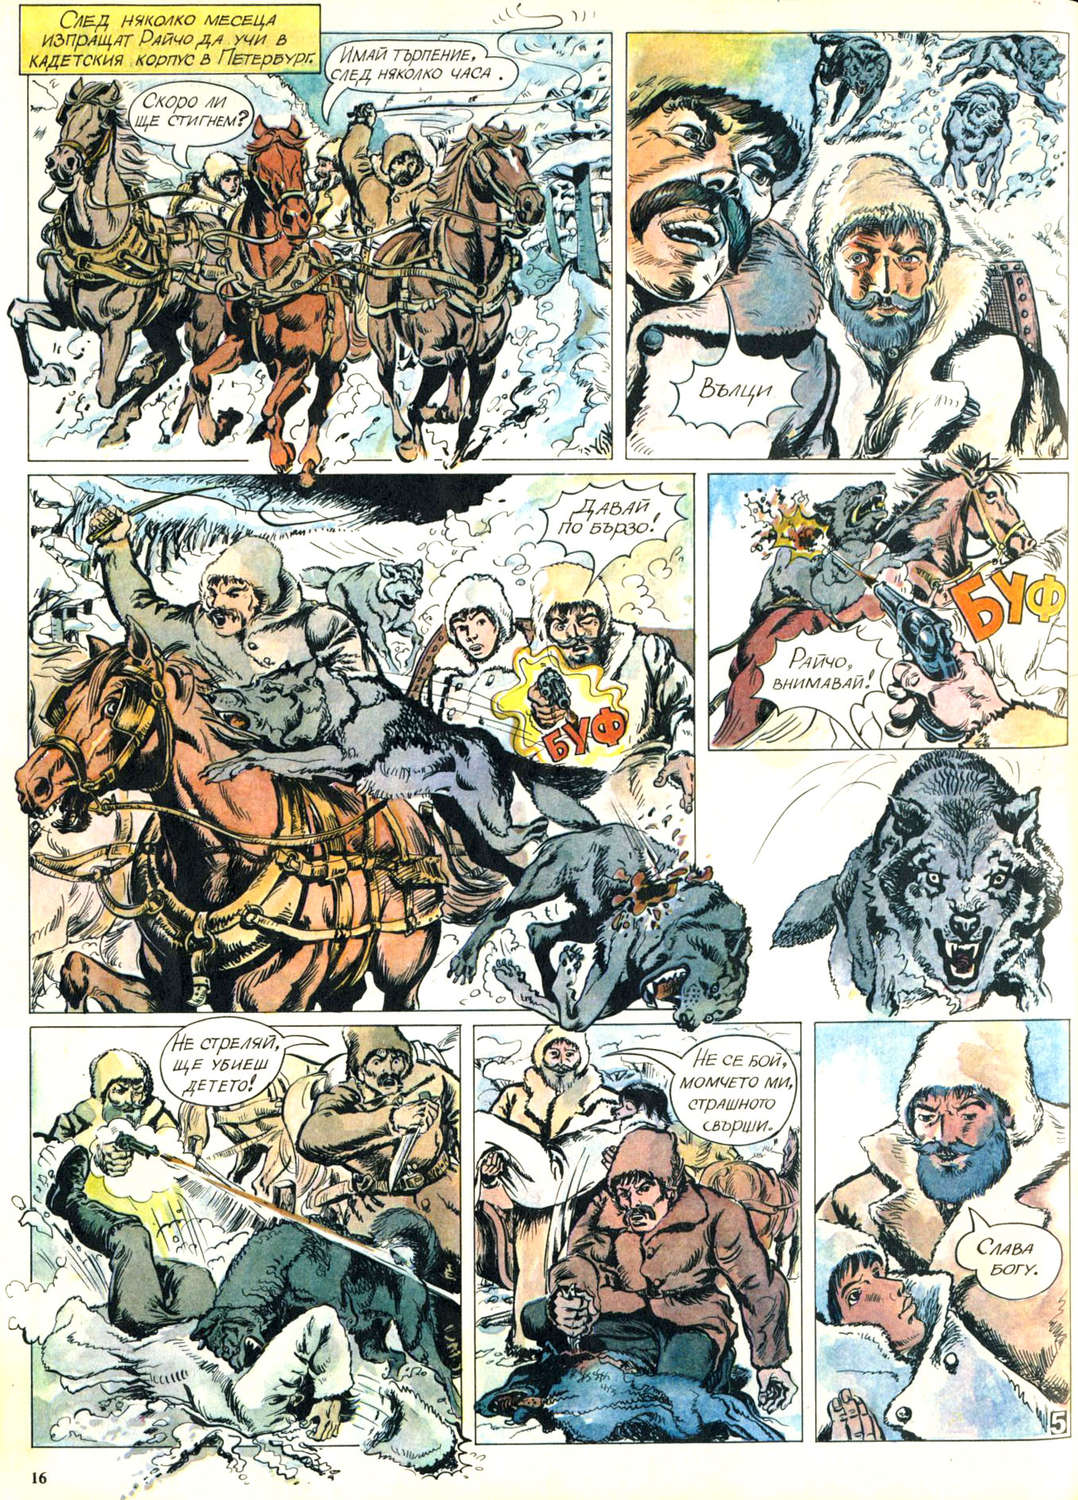 След няколко месеца
изпращат Райчо да учи в
кадетския корпус в Петербург.
Скоро ли
ще стигнем?
Имай търпение,
след няколко часа.
Вълци
Давай
по бързо!
Буф
Буф
Райчо,
внимавай!
Не стреляй,
ще убиеш
детето!
Не се бой,
момчето ми,
страшното
свърши.
Слава
богу.
5
16